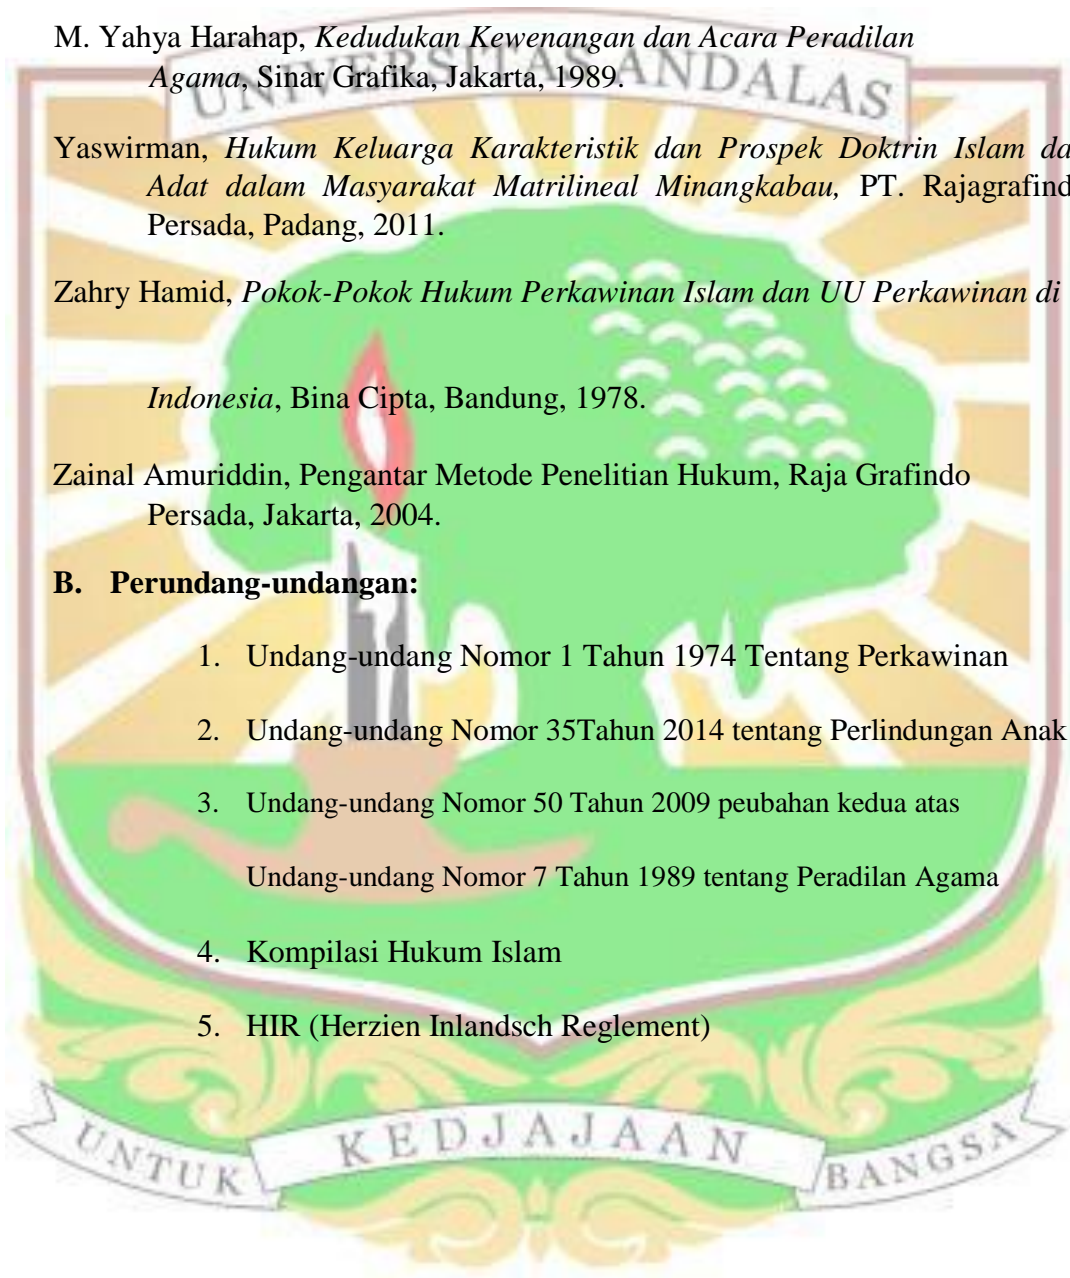 M. Yahya Harahap, Kedudukan Kewenangan dan Acara Peradilan
UNIVERSITAS ANDALAS
Agama, Sinar Grafika, Jakarta, 1989.
Yaswirman, Hukum Keluarga Karakteristik dan Prospek Doktrin Islam da
Adat dalam Masyarakat Matrilineal Minangkabau, PT. Rajagrafind
Persada, Padang, 2011.
Zahry Hamid, Pokok-Pokok Hukum Perkawinan Islam dan UU Perkawinan di
Indonesia, Bina Cipta, Bandung, 1978.
Zainal Amuriddin, Pengantar Metode Penelitian Hukum, Raja Grafindo
Persada, Jakarta, 2004.
B. Perundang-undangan:
1. Undang-undang Nomor 1 Tahun 1974 Tentang Perkawinan
2. Undang-undang Nomor 35Tahun 2014 tentang Perlindungan Anak
3. Undang-undang Nomor 50 Tahun 2009 peubahan kedua atas
Undang-undang Nomor 7 Tahun 1989 tentang Peradilan Agama
4. Kompilasi Hukum Islam
5. HIR (Herzien Inlandsch Reglement)
UNTUK KEDJAJAAN BANGSA